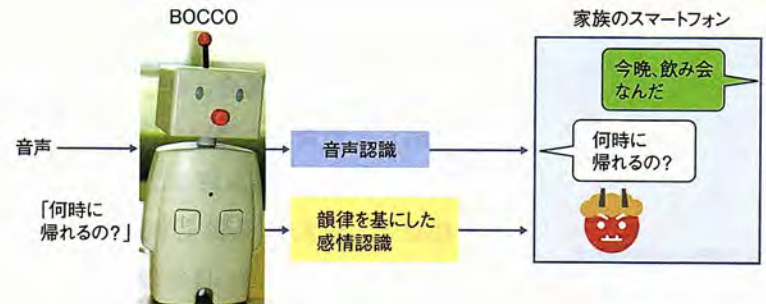 BOCCO
家族のスマートフォン
今晩、飲み会
なんだ
音声
音声認識
何時に
帰れるの?
「何時に
帰れるの?」
韻律を基にした
感情認識